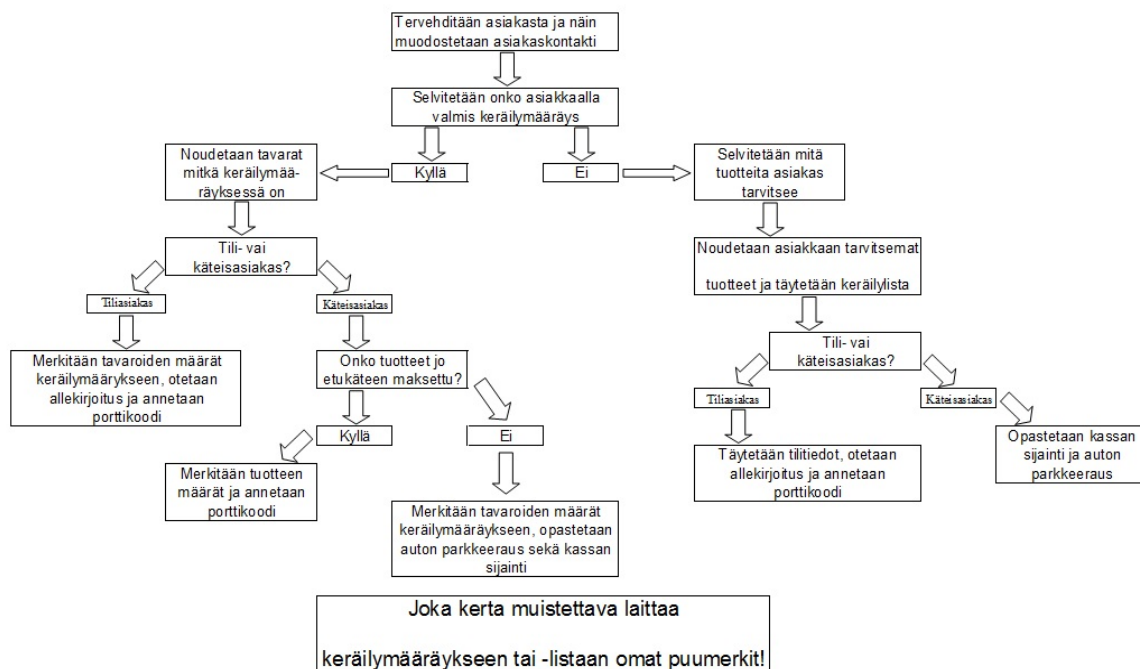 Tervehditään asiakasta ja näin
muodostetaan asiakaskontakti
Selvitetään onko asiakkaalla
valmis keräilymääräys
Noudetaan tavarat
mitkä keräilymää-
räyksessä on
Kyllä
Ei
Selvitetään mitä
tuotteita asiakas
tarvitsee
Tili- vai
käteisasiakas?
Noudetaan asiakkaan tarvitsemat
tuotteet ja täytetään keräilylista
Tiliasiakas
Käteisasiakas
Merkitään tavaroiden määrät
keräilymäärykseen, otetaan
allekirjoitus ja annetaan
porttikoodi
Onko tuotteet jo
etukäteen maksettu?
Tili- vai
käteisasiakas?
Tiliasiakas
Käteisasiakas
Kyllä
Ei
Merkitään tuotteen
määrät ja annetaan
porttikoodi
Täytetään tilitiedot, otetaan
allekirjoitus ja annetaan
porttikoodi
Opastetaan kassan
sijainti ja auton
parkkeeraus
Merkitään tavaroiden määrät
keräilymääräykseen, opastetaan
auton parkkeeraus sekä kassan
sijainti
Joka kerta muistettava laittaa
keräilymääräykseen tai -listaan omat puumerkit!